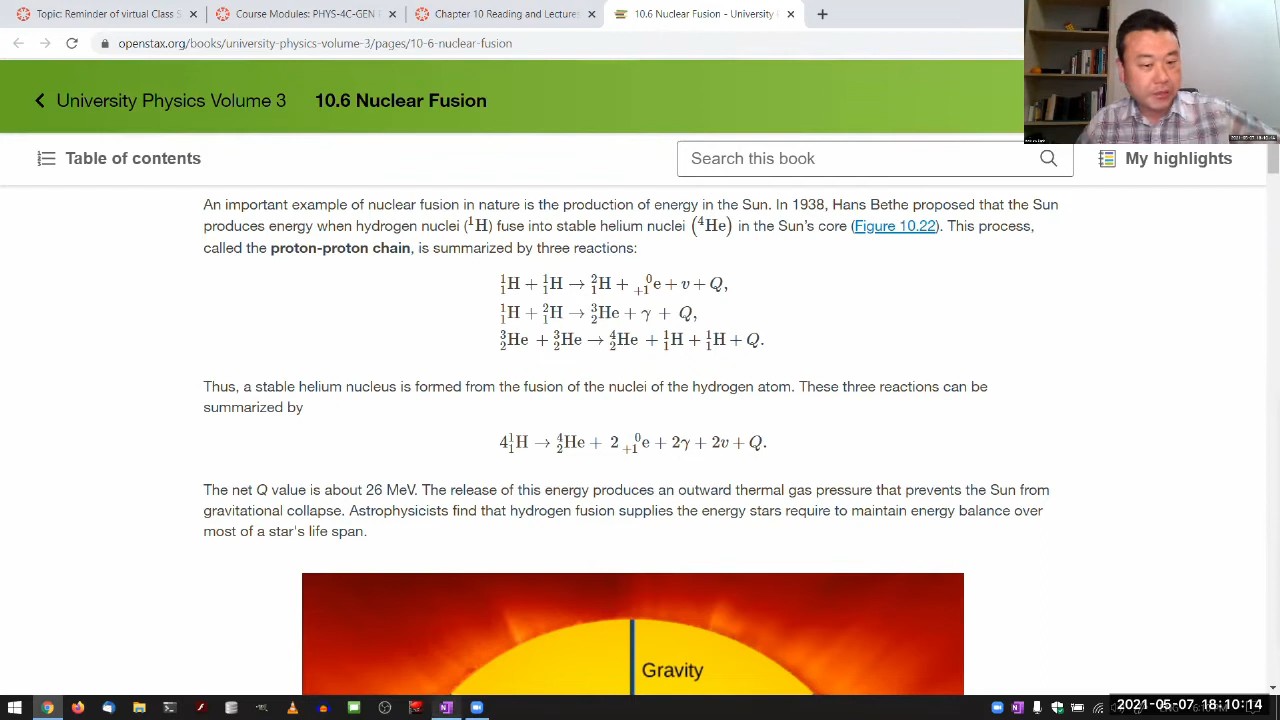 Topic: Reminder of virtual Class S
Course Modules: PHYS-4C-GEN F
Chapter 10 Reading and Lectures
10.6 Nuclear Fusion - University
openstax.org/books/university-physics-volume-3/pages/10-6-nuclear-fusion
University Physics Volume 3 10.6 Nuclear Fusion
Table of contents
Search this book
My highlights
An important example of nuclear fusion in nature is the production of energy in the Sun. In 1938, Hans Bethe proposed that the Sun
produces energy when hydrogen nuclei (¹H) fuse into stable helium nuclei (⁴He) in the Sun's core (Figure 10.22). This process,
called the proton-proton chain, is summarized by three reactions:
¹₁H + ¹₁H → ²₁H + ⁰₊₁e + v + Q,
¹₁H + ²₁H → ³₂He + γ + Q,
³₂He + ³₂He → ⁴₂He + ¹₁H + ¹₁H + Q.
Thus, a stable helium nucleus is formed from the fusion of the nuclei of the hydrogen atom. These three reactions can be
summarized by
4¹₁H → ⁴₂He + 2 ⁰₊₁e + 2γ + 2v + Q.
The net Q value is about 26 MeV. The release of this energy produces an outward thermal gas pressure that prevents the Sun from
gravitational collapse. Astrophysicists find that hydrogen fusion supplies the energy stars require to maintain energy balance over
most of a star's life span.
Gravity
2021-05-07 18:10:14